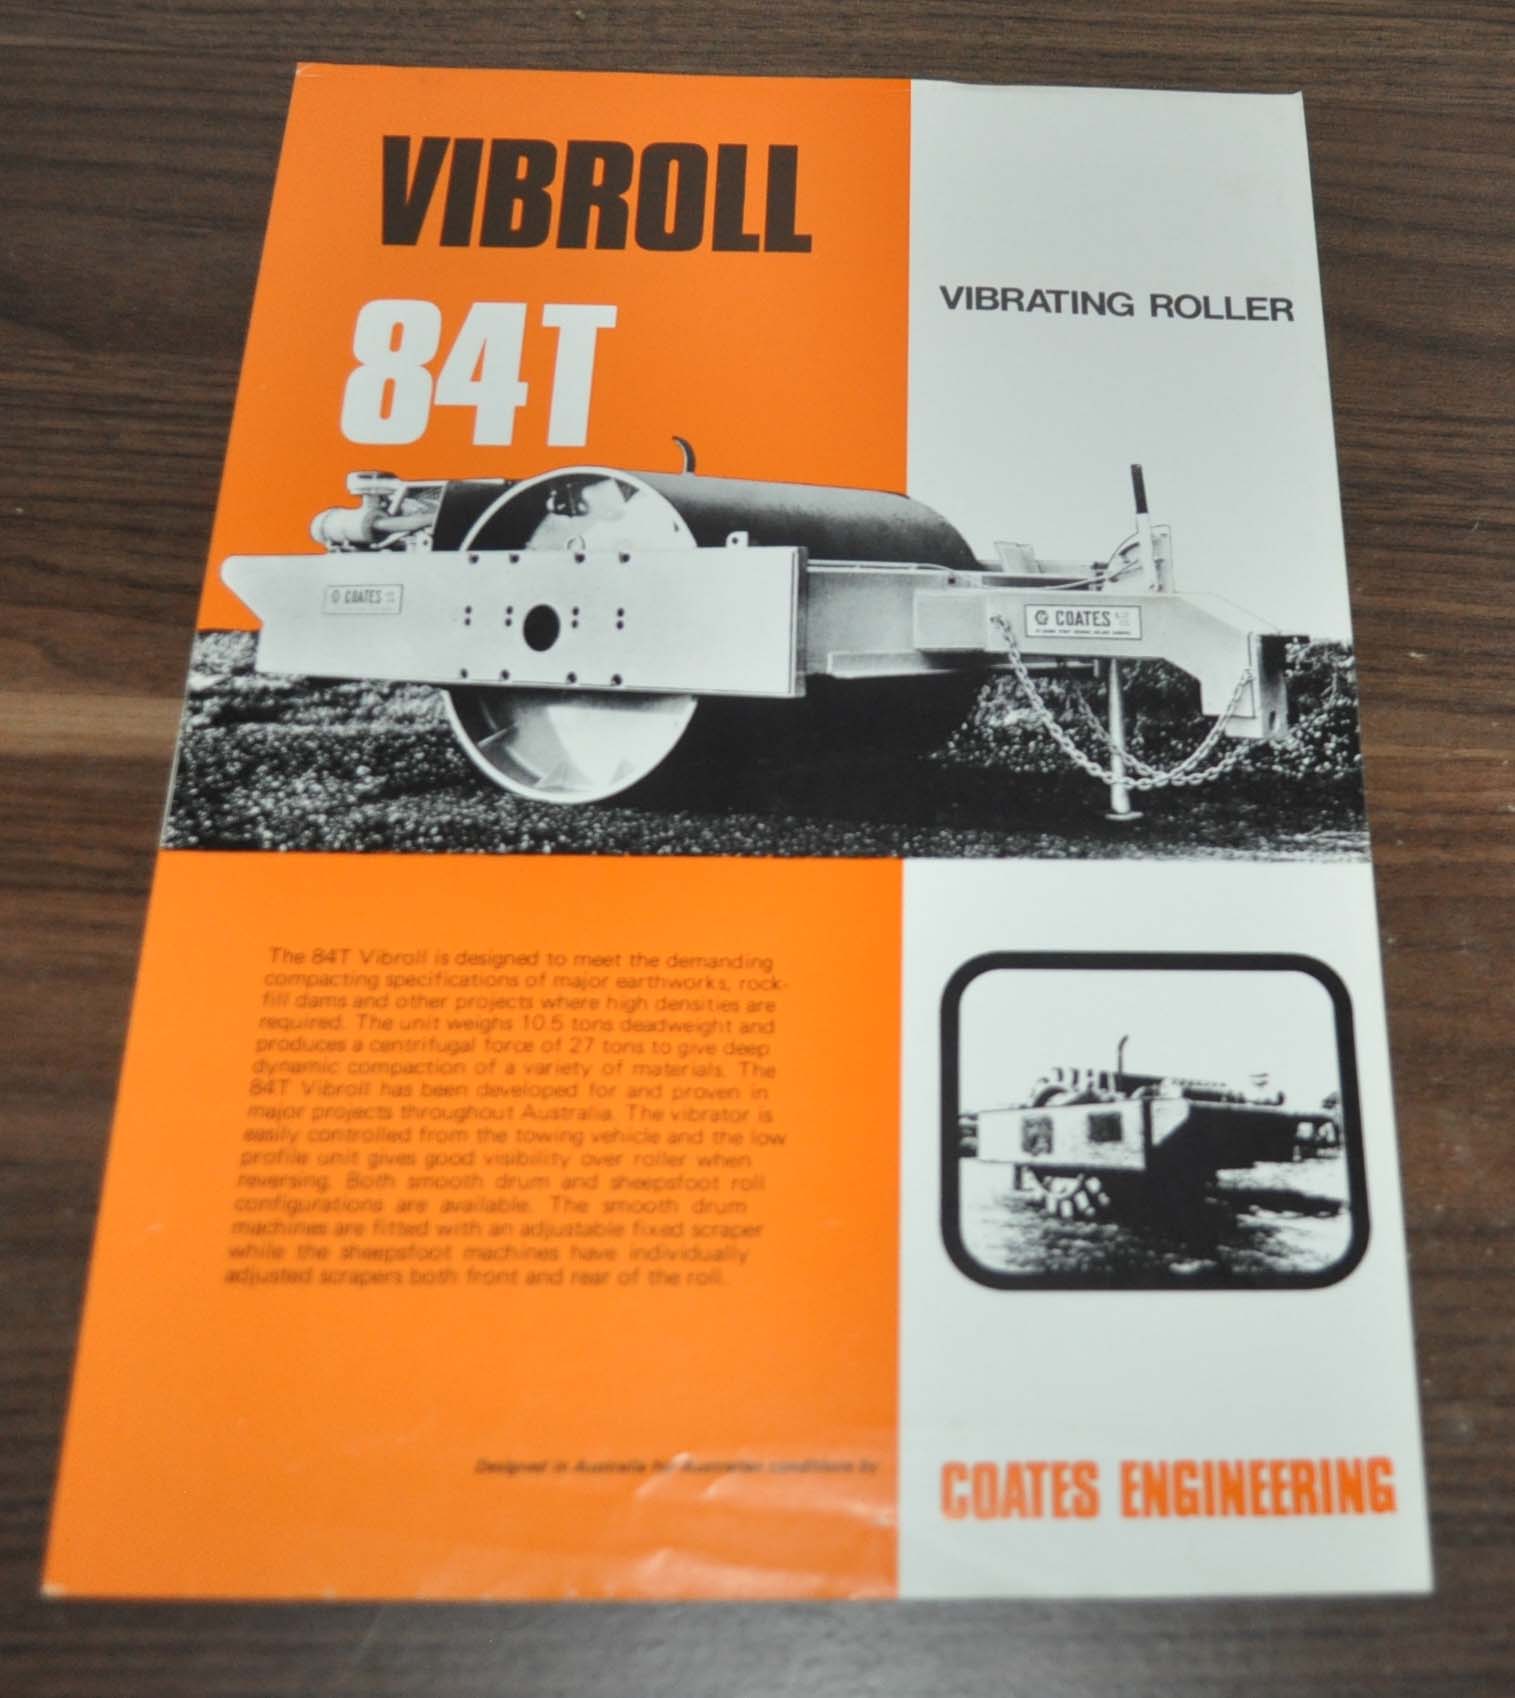 VIBROLL
84T
VIBRATING ROLLER
COATES
COATES
The 84T Vibroll is designed to meet the demanding
compacting specifications of major earthworks, rock-
fill dams and other projects where high densities are
required. The unit weighs 10.5 tons deadweight and
produces a centrifugal force of 27 tons to give deep
dynamic compaction of a variety of materials. The
84T Vibroll has been developed for and proven in
major projects throughout Australia. The vibrator is
easily controlled from the towing vehicle and the low
profile unit gives good visibility over roller when
reversing. Both smooth drum and sheepsfoot roll
configurations are available. The smooth drum
machines are fitted with an adjustable fixed scraper
while the sheepsfoot machines have individually
adjusted scrapers both front and rear of the roll.
Designed in Australia for Australian conditions by
COATES ENGINEERING